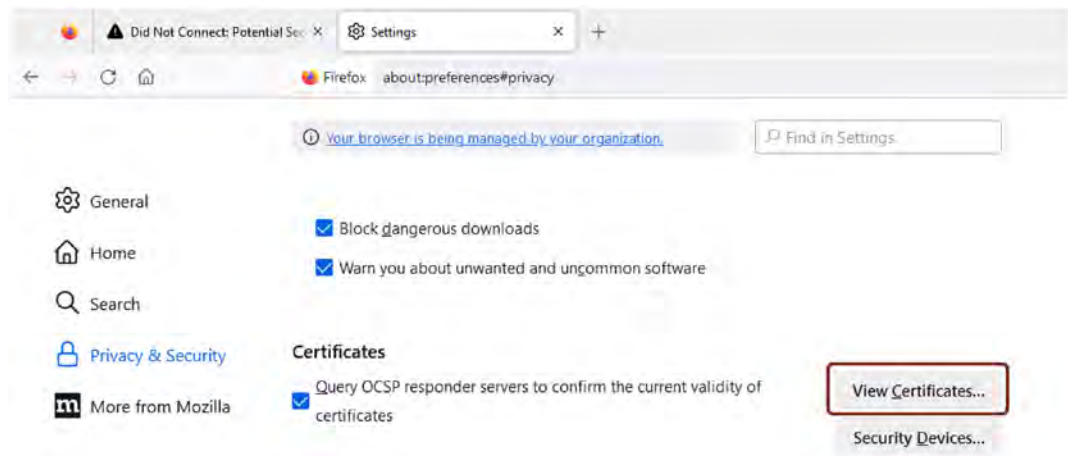 Did Not Connect: Potential Sec
Settings
Firefox about:preferences#privacy
Your browser is being managed by your organization.
Find in Settings
General
Home
Search
Privacy & Security
More from Mozilla
Block dangerous downloads
Warn you about unwanted and uncommon software
Certificates
Query OCSP responder servers to confirm the current validity of
certificates
View Certificates...
Security Devices...